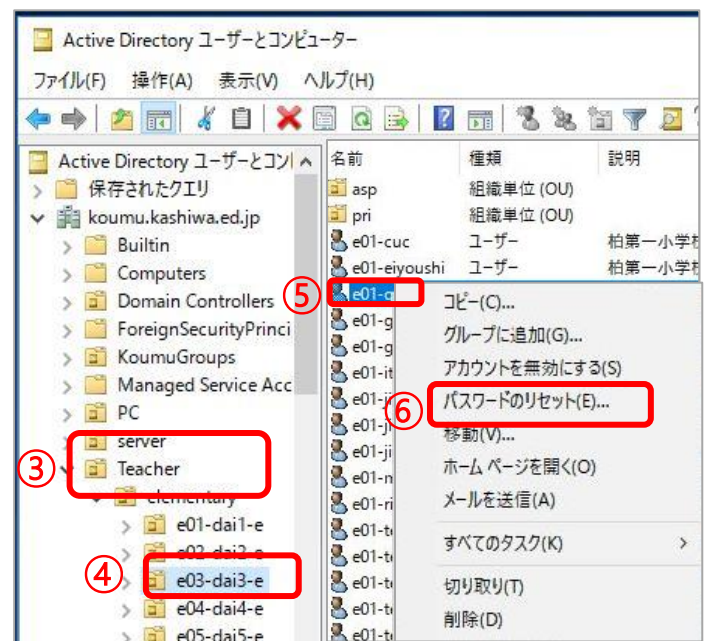 Active Directory ユーザーとコンピューター
ファイル(F) 操作(A) 表示(V) ヘルプ(H)
Active Directory ユーザーとコンピ
保存されたクエリ
koumu.kashiwa.ed.jp
Builtin
Computers
Domain Controllers
ForeignSecurityPrinci
KoumuGroups
Managed Service Acc
PC
server
③
Teacher
elementary
e01-dai1-e
e02-dai2-e
④
e03-dai3-e
e04-dai4-e
e05-dai5-e
名前 種類 説明
asp 組織単位 (OU)
pri 組織単位 (OU)
e01-cuc ユーザー 柏第一小学校
e01-eiyoushi ユーザー 柏第一小学校
⑤
e01-g
e01-g
e01-g
e01-it
e01-ji
e01-ji
e01-ji
e01-n
e01-ri
e01-t
e01-t
e01-t
e01-t
e01-t
コピー(C)...
グループに追加(G)...
アカウントを無効にする(S)
⑥
パスワードのリセット(E)...
移動(V)...
ホーム ページを開く(O)
メールを送信(A)
すべてのタスク(K)
切り取り(T)
削除(D)